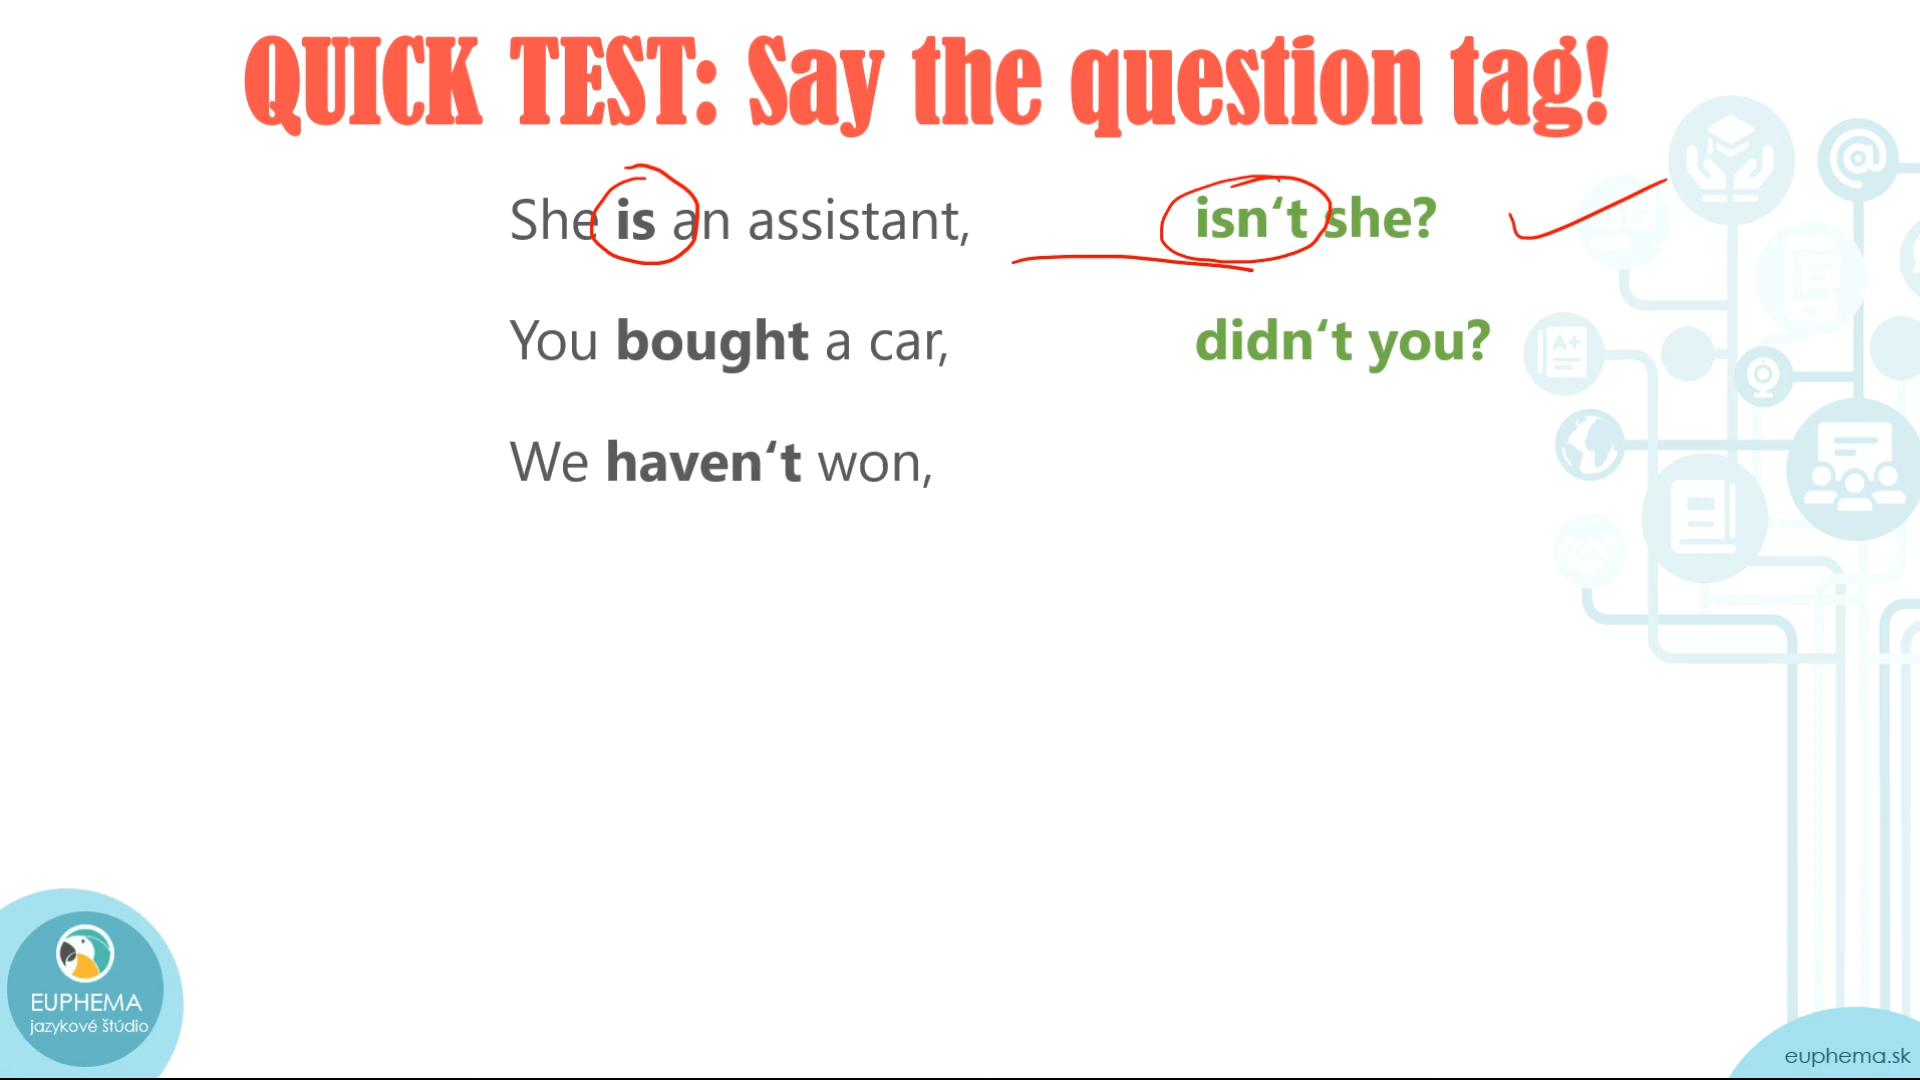 QUICK TEST: Say the question tag!
She is an assistant, isn‘t she?
You bought a car, didn‘t you?
We haven‘t won,
A+
EUPHEMA
jazykové štúdio
euphema.sk